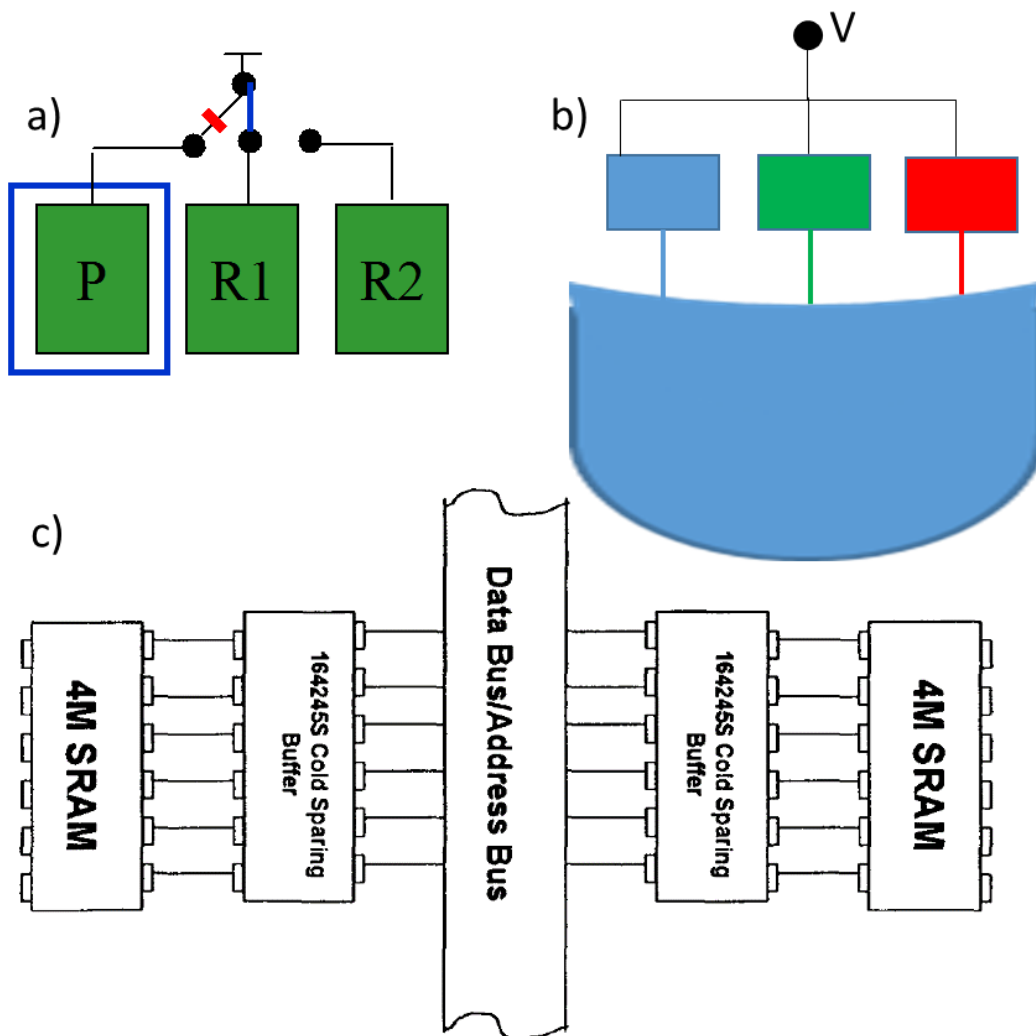 a)
P
R1
R2
b)
V
c)
4M SRAM
164245S Cold Sparing
Buffer
Data Bus/Address Bus
164245S Cold Sparing
Buffer
4M SRAM